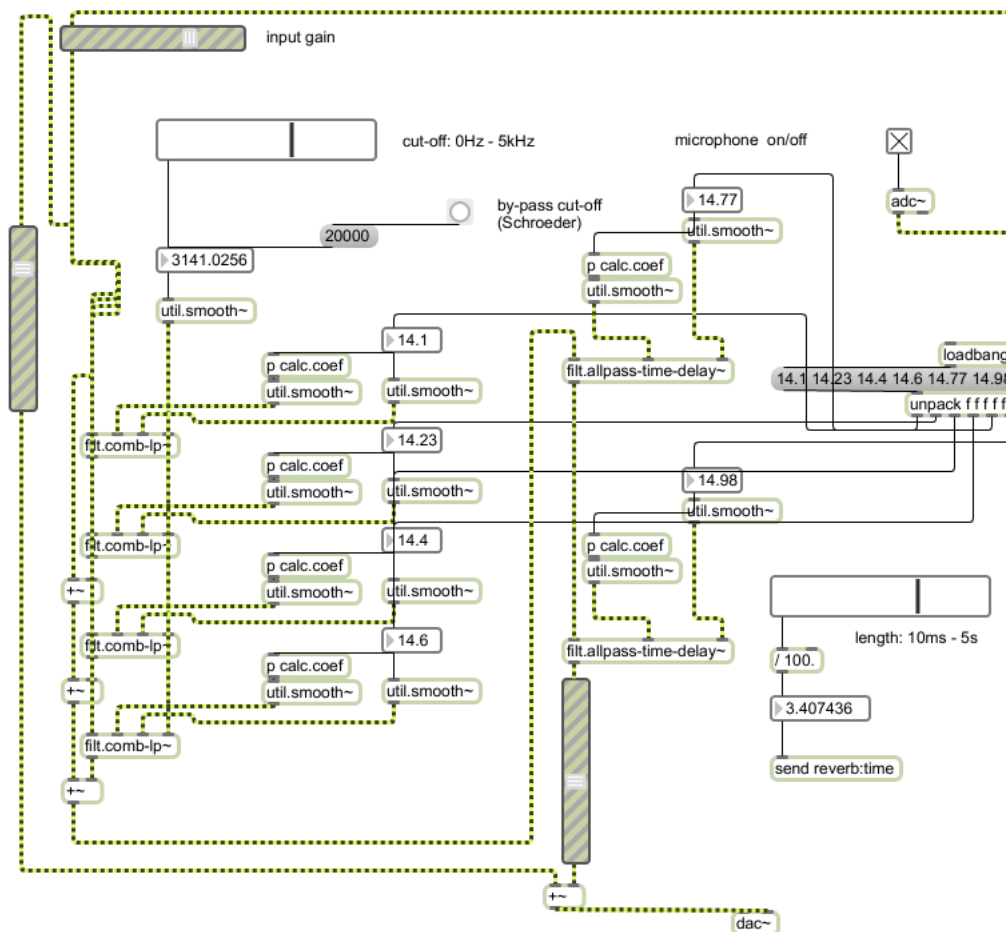 input gain
cut-off: 0Hz - 5kHz
microphone on/off
14.77
adc~
by-pass cut-off
(Schroeder)
20000
util.smooth~
3141.0256
p calc.coef
util.smooth~
util.smooth~
14.1
loadbang
p calc.coef
filt.allpass-time-delay~
14.1 14.23 14.4 14.6 14.77 14.98
util.smooth~
util.smooth~
unpack f f f f f
filt.comb-lp~
14.23
p calc.coef
14.98
util.smooth~
util.smooth~
util.smooth~
filt.comb-lp~
14.4
p calc.coef
p calc.coef
util.smooth~
+~
util.smooth~
util.smooth~
filt.comb-lp~
14.6
length: 10ms - 5s
filt.allpass-time-delay~
/ 100.
p calc.coef
+~
util.smooth~
util.smooth~
3.407436
filt.comb-lp~
send reverb:time
+~
+~
dac~